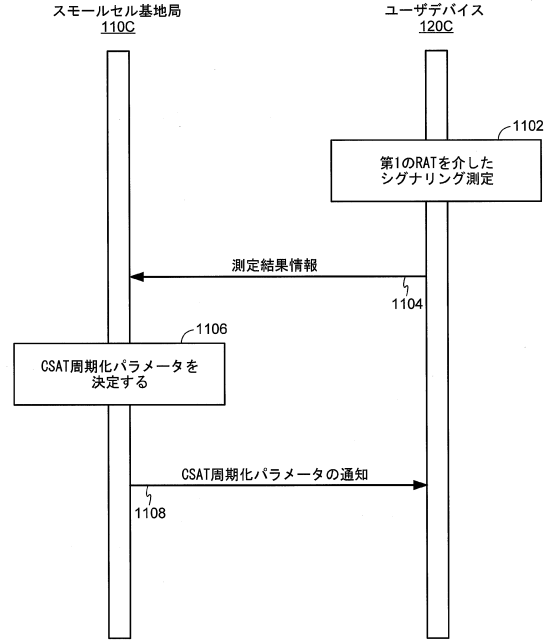 スモールセル基地局
110C
ユーザデバイス
120C
1102
第1のRATを介した
シグナリング測定
測定結果情報
1104
1106
CSAT周期化パラメータを
決定する
CSAT周期化パラメータの通知
1108